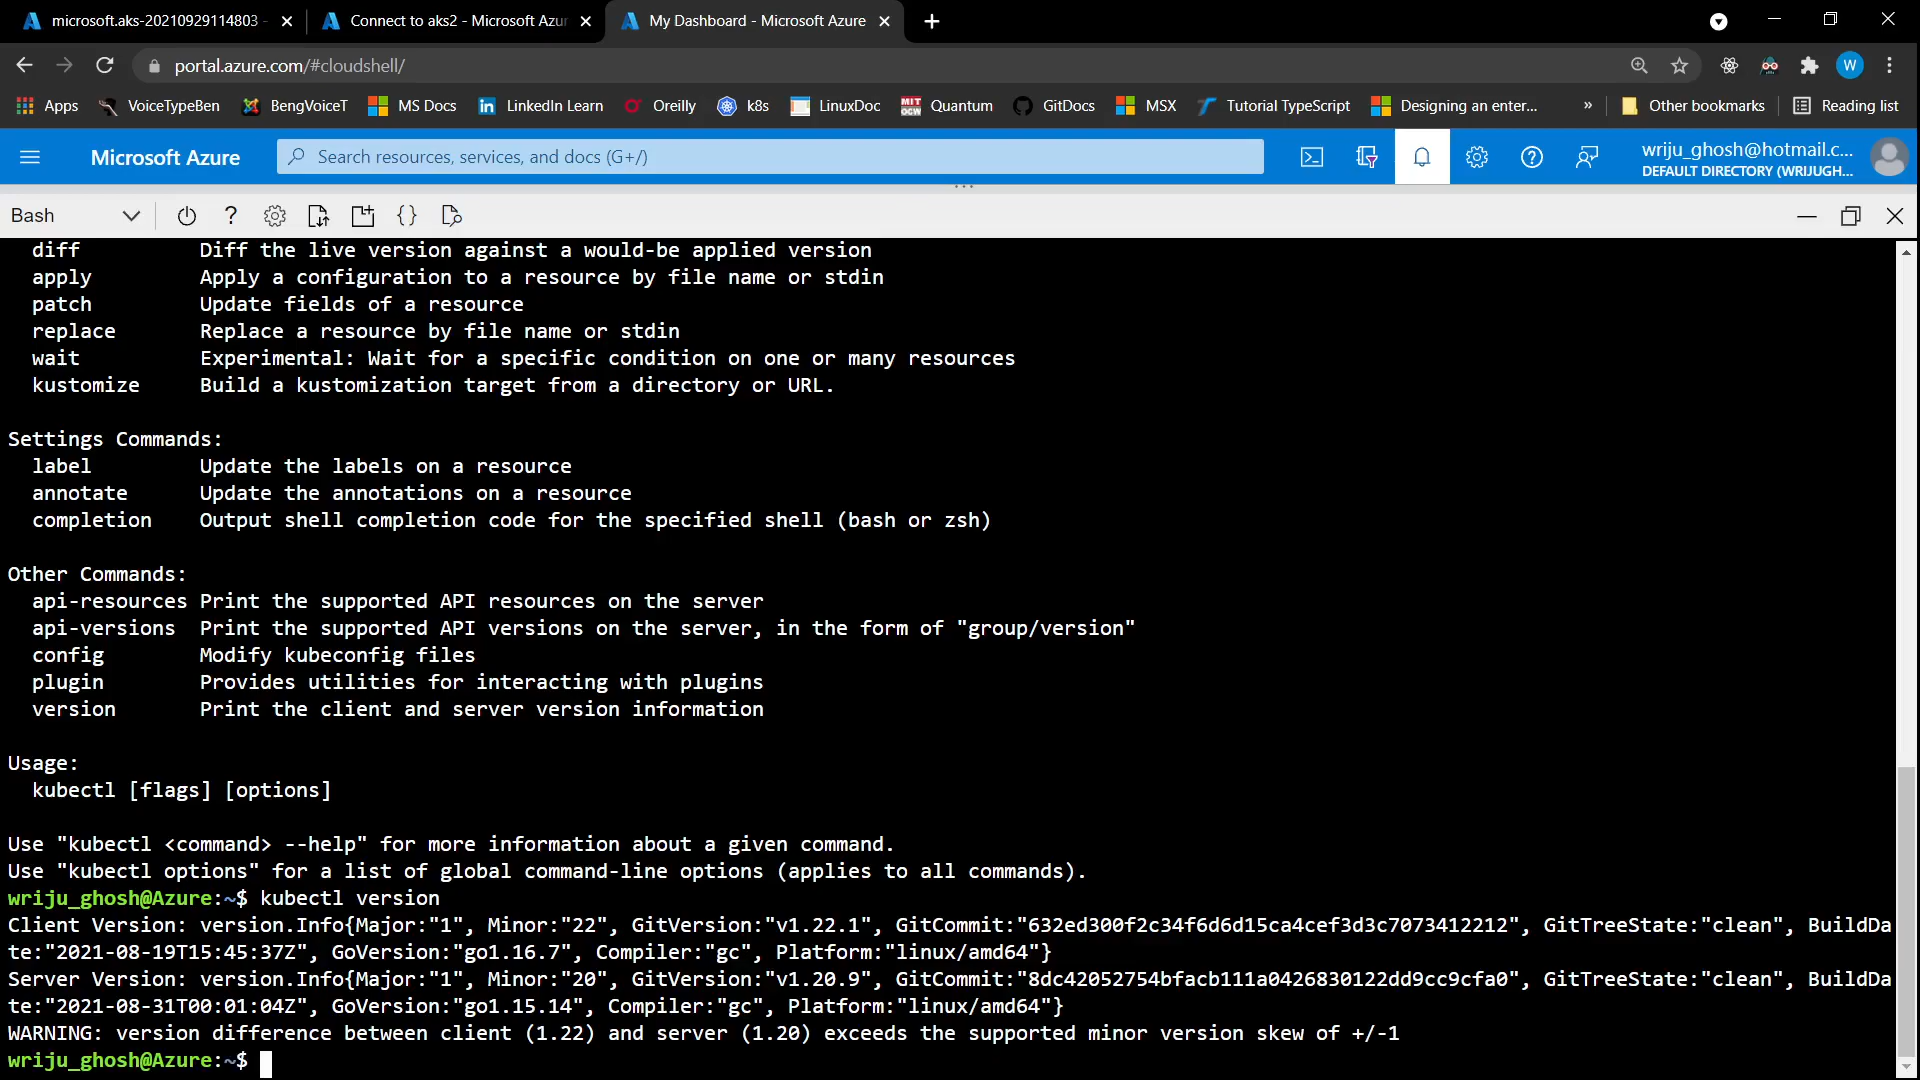 microsoft.aks-20210929114803 -
Connect to aks2 - Microsoft Azur
My Dashboard - Microsoft Azure
portal.azure.com/#cloudshell/
W
Apps VoiceTypeBen BengVoiceT MS Docs LinkedIn Learn Oreilly k8s LinuxDoc Quantum GitDocs MSX Tutorial TypeScript Designing an enter... » Other bookmarks Reading list
Microsoft Azure
Search resources, services, and docs (G+/)
wriju_ghosh@hotmail.c...
DEFAULT DIRECTORY (WRIJUGH...
Bash
diff Diff the live version against a would-be applied version
apply Apply a configuration to a resource by file name or stdin
patch Update fields of a resource
replace Replace a resource by file name or stdin
wait Experimental: Wait for a specific condition on one or many resources
kustomize Build a kustomization target from a directory or URL.
Settings Commands:
label Update the labels on a resource
annotate Update the annotations on a resource
completion Output shell completion code for the specified shell (bash or zsh)
Other Commands:
api-resources Print the supported API resources on the server
api-versions Print the supported API versions on the server, in the form of "group/version"
config Modify kubeconfig files
plugin Provides utilities for interacting with plugins
version Print the client and server version information
Usage:
kubectl [flags] [options]
Use "kubectl <command> --help" for more information about a given command.
Use "kubectl options" for a list of global command-line options (applies to all commands).
wriju_ghosh@Azure:~$ kubectl version
Client Version: version.Info{Major:"1", Minor:"22", GitVersion:"v1.22.1", GitCommit:"632ed300f2c34f6d6d15ca4cef3d3c7073412212", GitTreeState:"clean", BuildDa
te:"2021-08-19T15:45:37Z", GoVersion:"go1.16.7", Compiler:"gc", Platform:"linux/amd64"}
Server Version: version.Info{Major:"1", Minor:"20", GitVersion:"v1.20.9", GitCommit:"8dc42052754bfacb111a0426830122dd9cc9cfa0", GitTreeState:"clean", BuildDa
te:"2021-08-31T00:01:04Z", GoVersion:"go1.15.14", Compiler:"gc", Platform:"linux/amd64"}
WARNING: version difference between client (1.22) and server (1.20) exceeds the supported minor version skew of +/-1
wriju_ghosh@Azure:~$